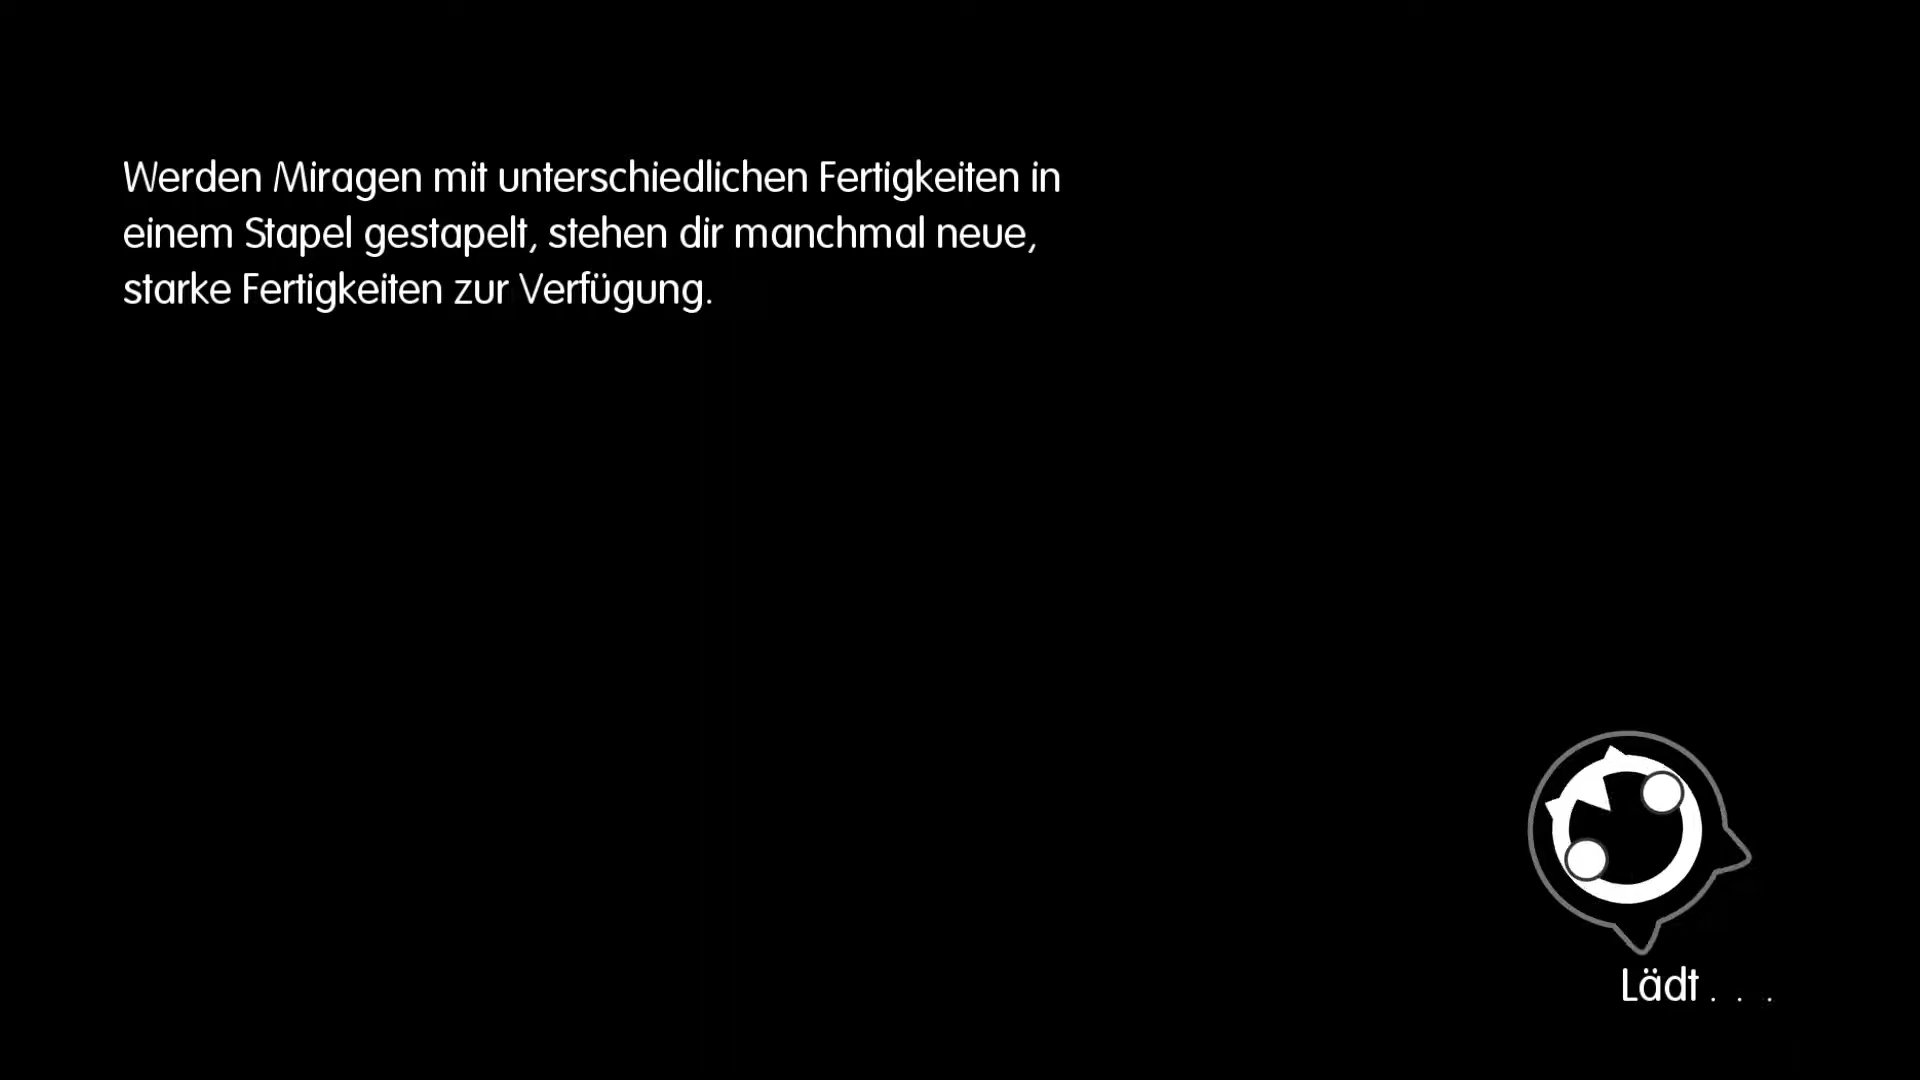 Werden Miragen mit unterschiedlichen Fertigkeiten in
einem Stapel gestapelt, stehen dir manchmal neue,
starke Fertigkeiten zur Verfügung.
Lädt . . .